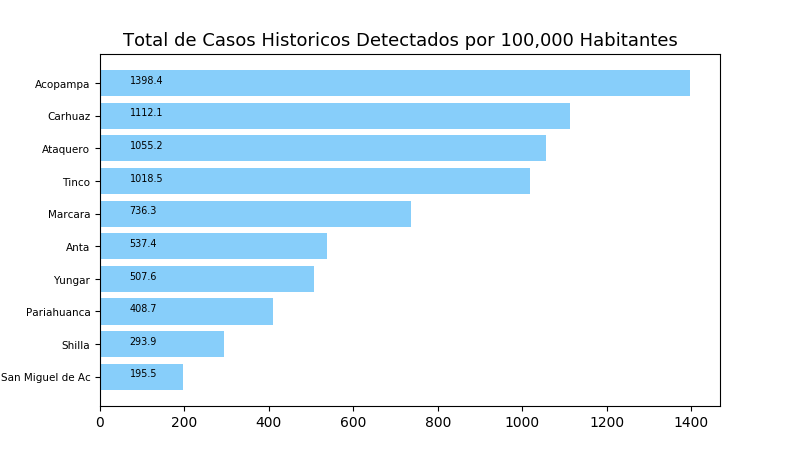 Total de Casos Historicos Detectados por 100,000 Habitantes
Acopampa 1398.4
Carhuaz 1112.1
Ataquero 1055.2
Tinco 1018.5
Marcara 736.3
Anta 537.4
Yungar 507.6
Pariahuanca 408.7
Shilla 293.9
San Miguel de Ac 195.5
0 200 400 600 800 1000 1200 1400